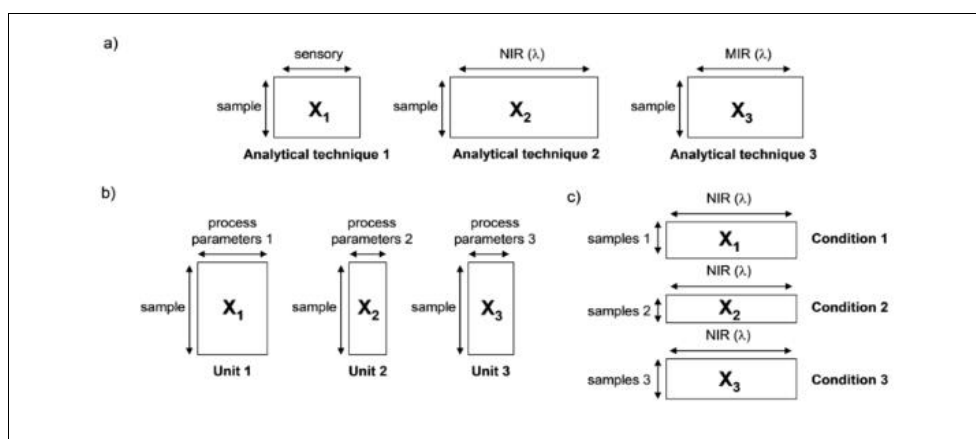 a)
sensory
NIR (λ)
MIR (λ)
sample
X₁
sample
X₂
sample
X₃
Analytical technique 1
Analytical technique 2
Analytical technique 3
b)
process
parameters 1
process
parameters 2
process
parameters 3
sample
X₁
sample
X₂
sample
X₃
Unit 1
Unit 2
Unit 3
c)
NIR (λ)
samples 1
X₁
Condition 1
NIR (λ)
samples 2
X₂
Condition 2
NIR (λ)
samples 3
X₃
Condition 3